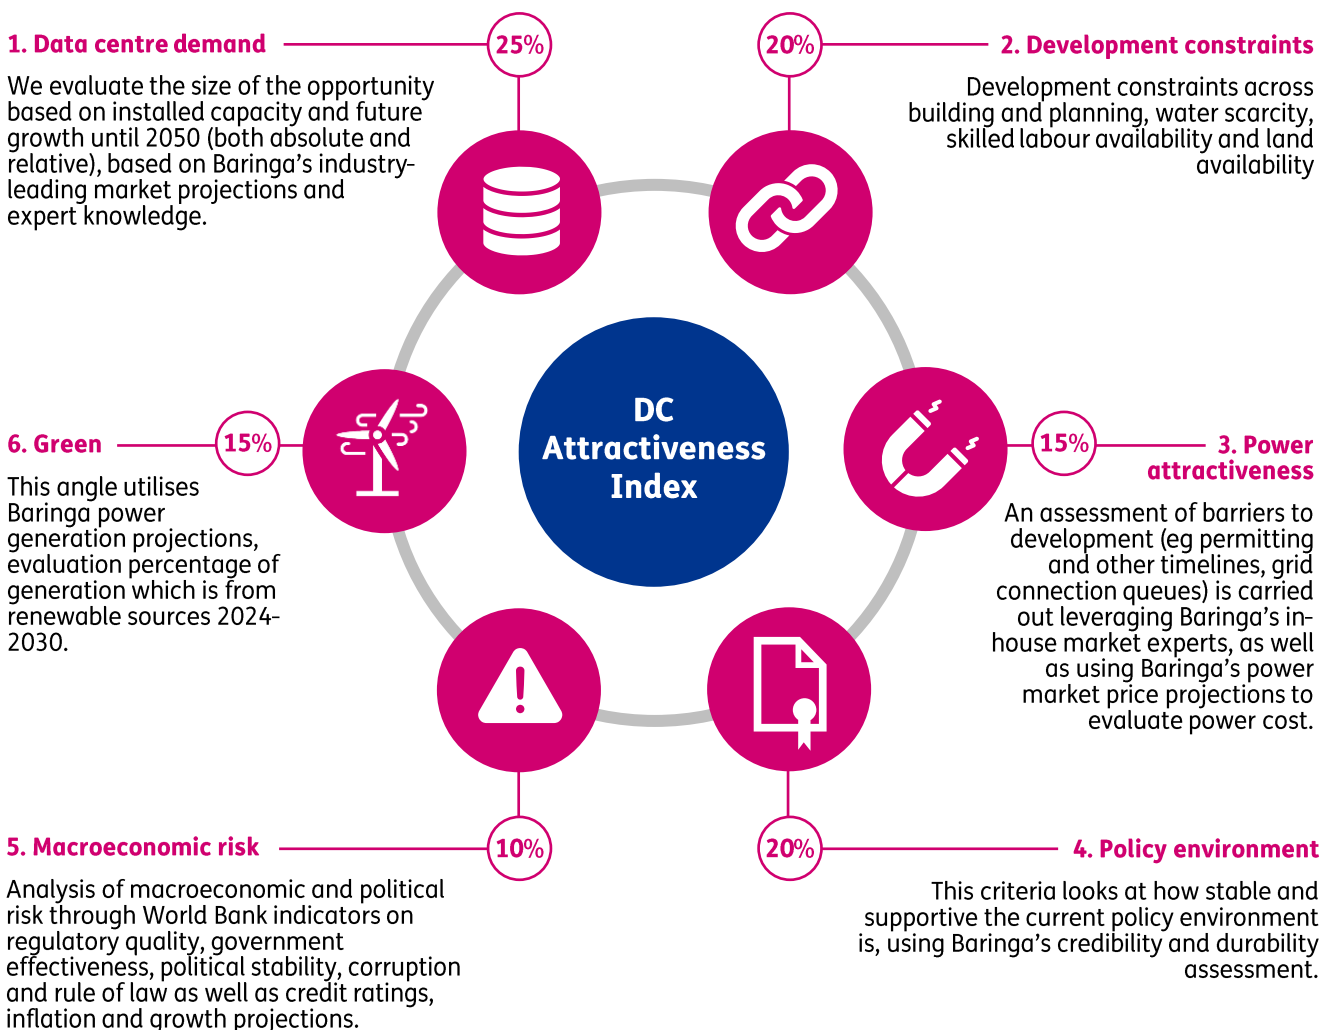 1. Data centre demand
25%
We evaluate the size of the opportunity
based on installed capacity and future
growth until 2050 (both absolute and
relative), based on Baringa's industry-
leading market projections and
expert knowledge.
20%
2. Development constraints
Development constraints across
building and planning, water scarcity,
skilled labour availability and land
availability
DC
Attractiveness
Index
15%
3. Power
attractiveness
An assessment of barriers to
development (eg permitting
and other timelines, grid
connection queues) is carried
out leveraging Baringa's in-
house market experts, as well
as using Baringa's power
market price projections to
evaluate power cost.
20%
4. Policy environment
This criteria looks at how stable and
supportive the current policy environment
is, using Baringa's credibility and durability
assessment.
5. Macroeconomic risk
10%
Analysis of macroeconomic and political
risk through World Bank indicators on
regulatory quality, government
effectiveness, political stability, corruption
and rule of law as well as credit ratings,
inflation and growth projections.
6. Green
15%
This angle utilises
Baringa power
generation projections,
evaluation percentage of
generation which is from
renewable sources 2024-
2030.